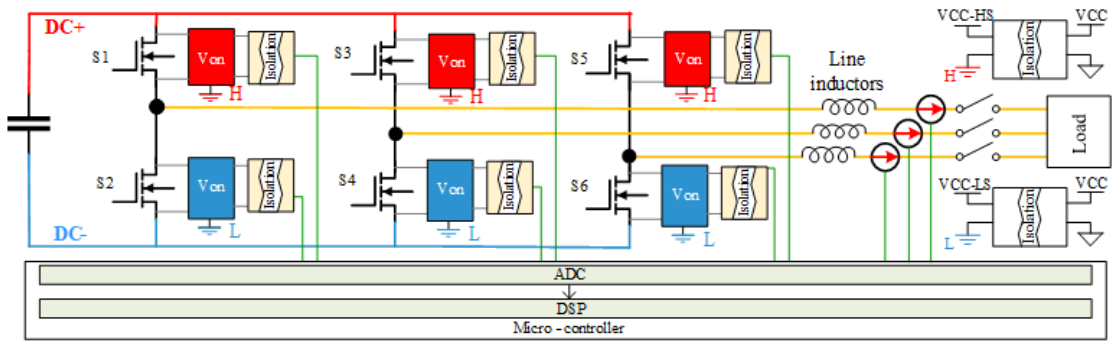 DC+
S1
Von
Isolation
H
S3
Von
Isolation
H
S5
Von
Isolation
H
Line
inductors
VCC-HS
VCC
Isolation
H
Load
S2
Von
Isolation
L
S4
Von
Isolation
L
S6
Von
Isolation
L
VCC-LS
VCC
Isolation
L
DC-
ADC
DSP
Micro - controller